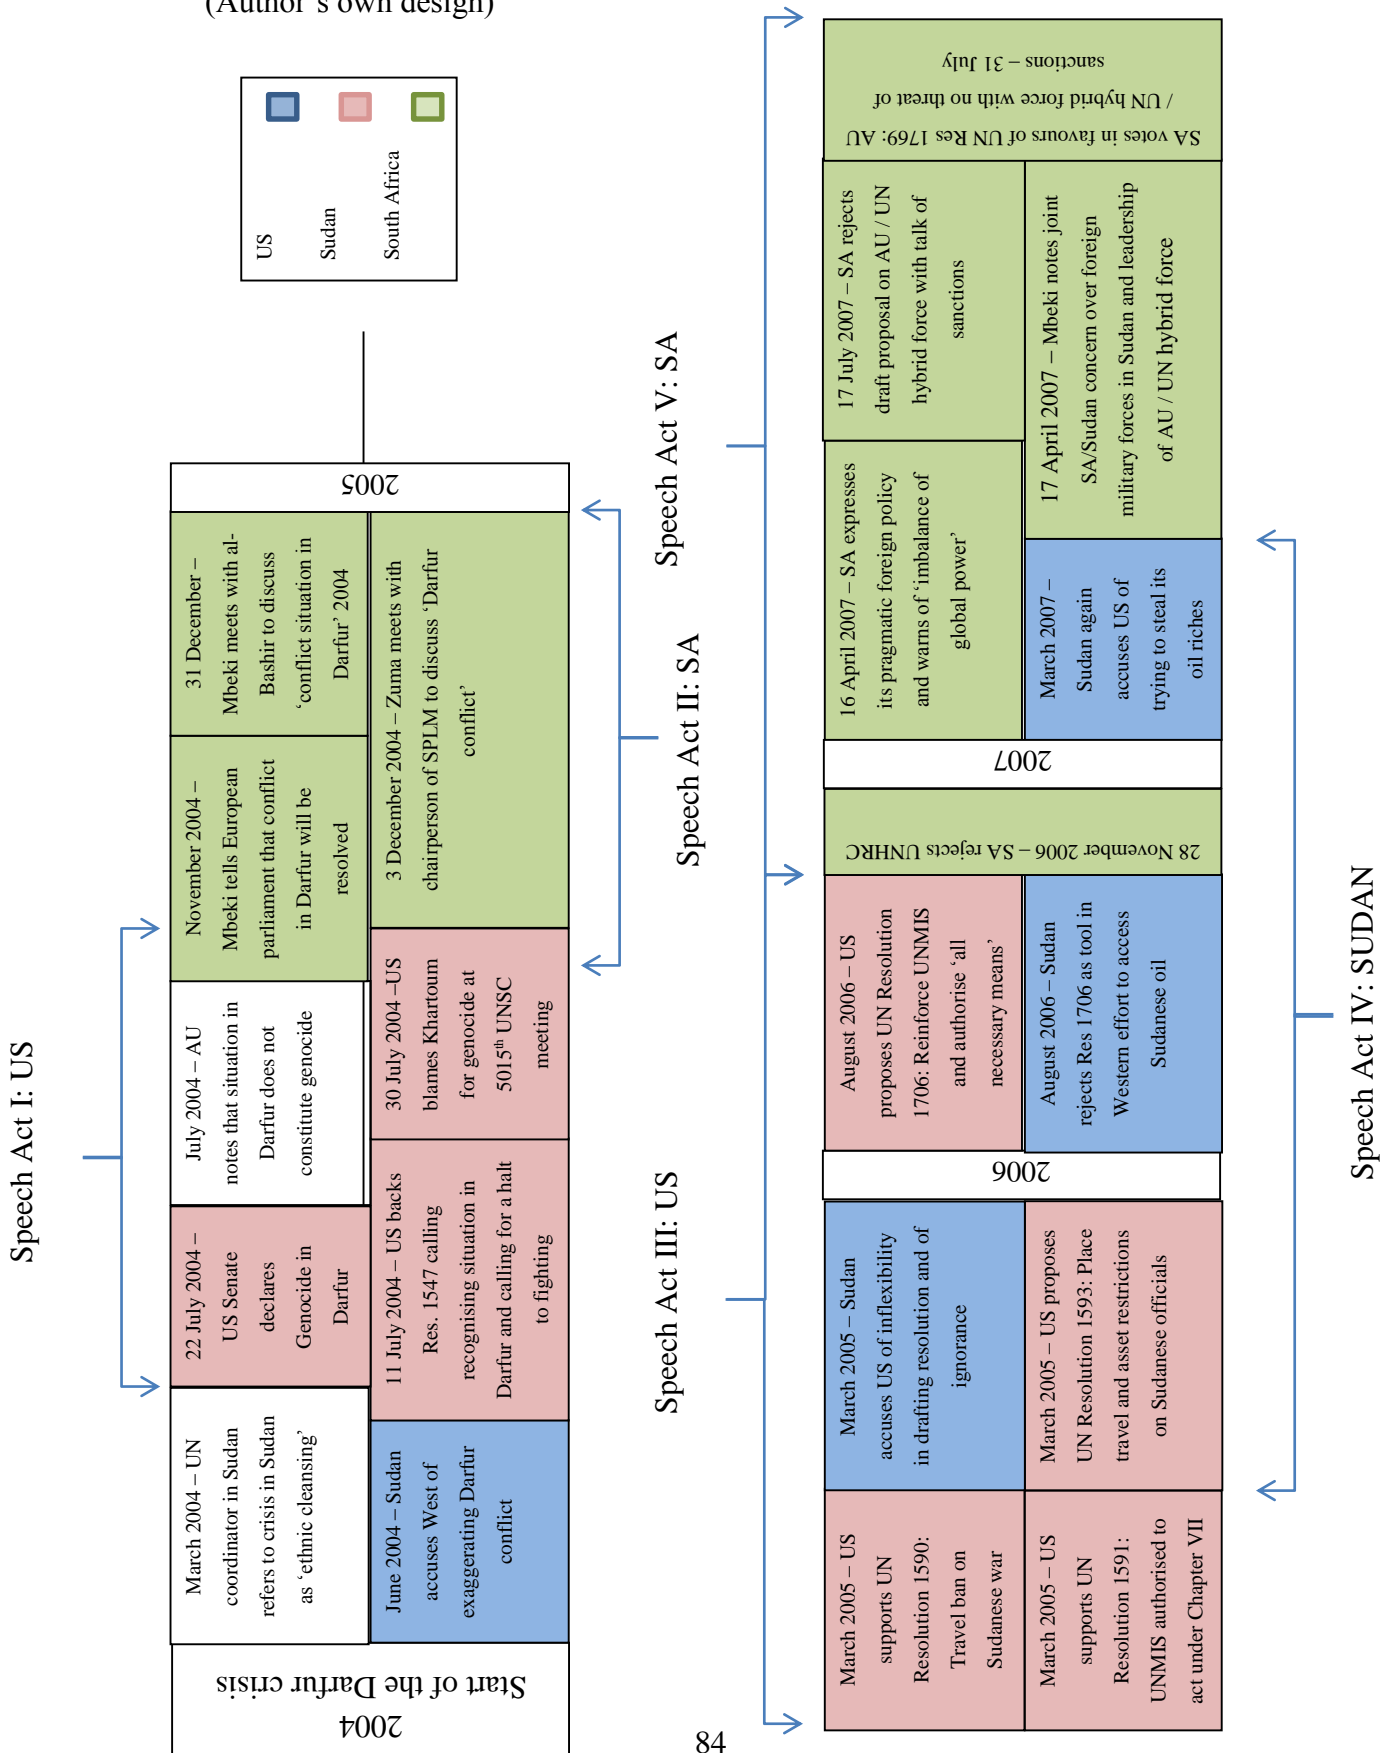 (Author's own design)
US
Sudan
South Africa
Speech Act I: US
2004
Start of the Darfur crisis
March 2004 – UN
coordinator in Sudan
refers to crisis in Sudan
as 'ethnic cleansing'
22 July 2004 –
US Senate
declares
Genocide in
Darfur
July 2004 – AU
notes that situation in
Darfur does not
constitute genocide
November 2004 –
Mbeki tells European
parliament that conflict
in Darfur will be
resolved
31 December –
Mbeki meets with al-
Bashir to discuss
'conflict situation in
Darfur' 2004
June 2004 – Sudan
accuses West of
exaggerating Darfur
conflict
11 July 2004 – US backs
Res. 1547 calling
recognising situation in
Darfur and calling for a halt
to fighting
30 July 2004 –US
blames Khartoum
for genocide at
5015th UNSC
meeting
3 December 2004 – Zuma meets with
chairperson of SPLM to discuss 'Darfur
conflict'
2005
Speech Act II: SA
Speech Act III: US
Speech Act V: SA
March 2005 – US
supports UN
Resolution 1590:
Travel ban on
Sudanese war
March 2005 – Sudan
accuses US of inflexibility
in drafting resolution and of
ignorance
March 2005 – US
supports UN
Resolution 1591:
UNMIS authorised to
act under Chapter VII
March 2005 – US proposes
UN Resolution 1593: Place
travel and asset restrictions
on Sudanese officials
2006
August 2006 – US
proposes UN Resolution
1706: Reinforce UNMIS
and authorise 'all
necessary means'
August 2006 – Sudan
rejects Res 1706 as tool in
Western effort to access
Sudanese oil
28 November 2006 – SA rejects UNHRC
2007
16 April 2007 – SA expresses
its pragmatic foreign policy
and warns of 'imbalance of
global power'
17 July 2007 – SA rejects
draft proposal on AU / UN
hybrid force with talk of
sanctions
March 2007 –
Sudan again
accuses US of
trying to steal its
oil riches
17 April 2007 – Mbeki notes joint
SA/Sudan concern over foreign
military forces in Sudan and leadership
of AU / UN hybrid force
SA votes in favours of UN Res 1769: AU
/ UN hybrid force with no threat of
sanctions – 31 July
Speech Act IV: SUDAN
84